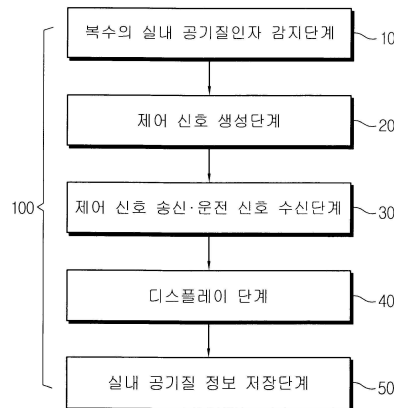 복수의 실내 공기질인자 감지단계
10
제어 신호 생성단계
20
100
제어 신호 송신·운전 신호 수신단계
30
디스플레이 단계
40
실내 공기질 정보 저장단계
50